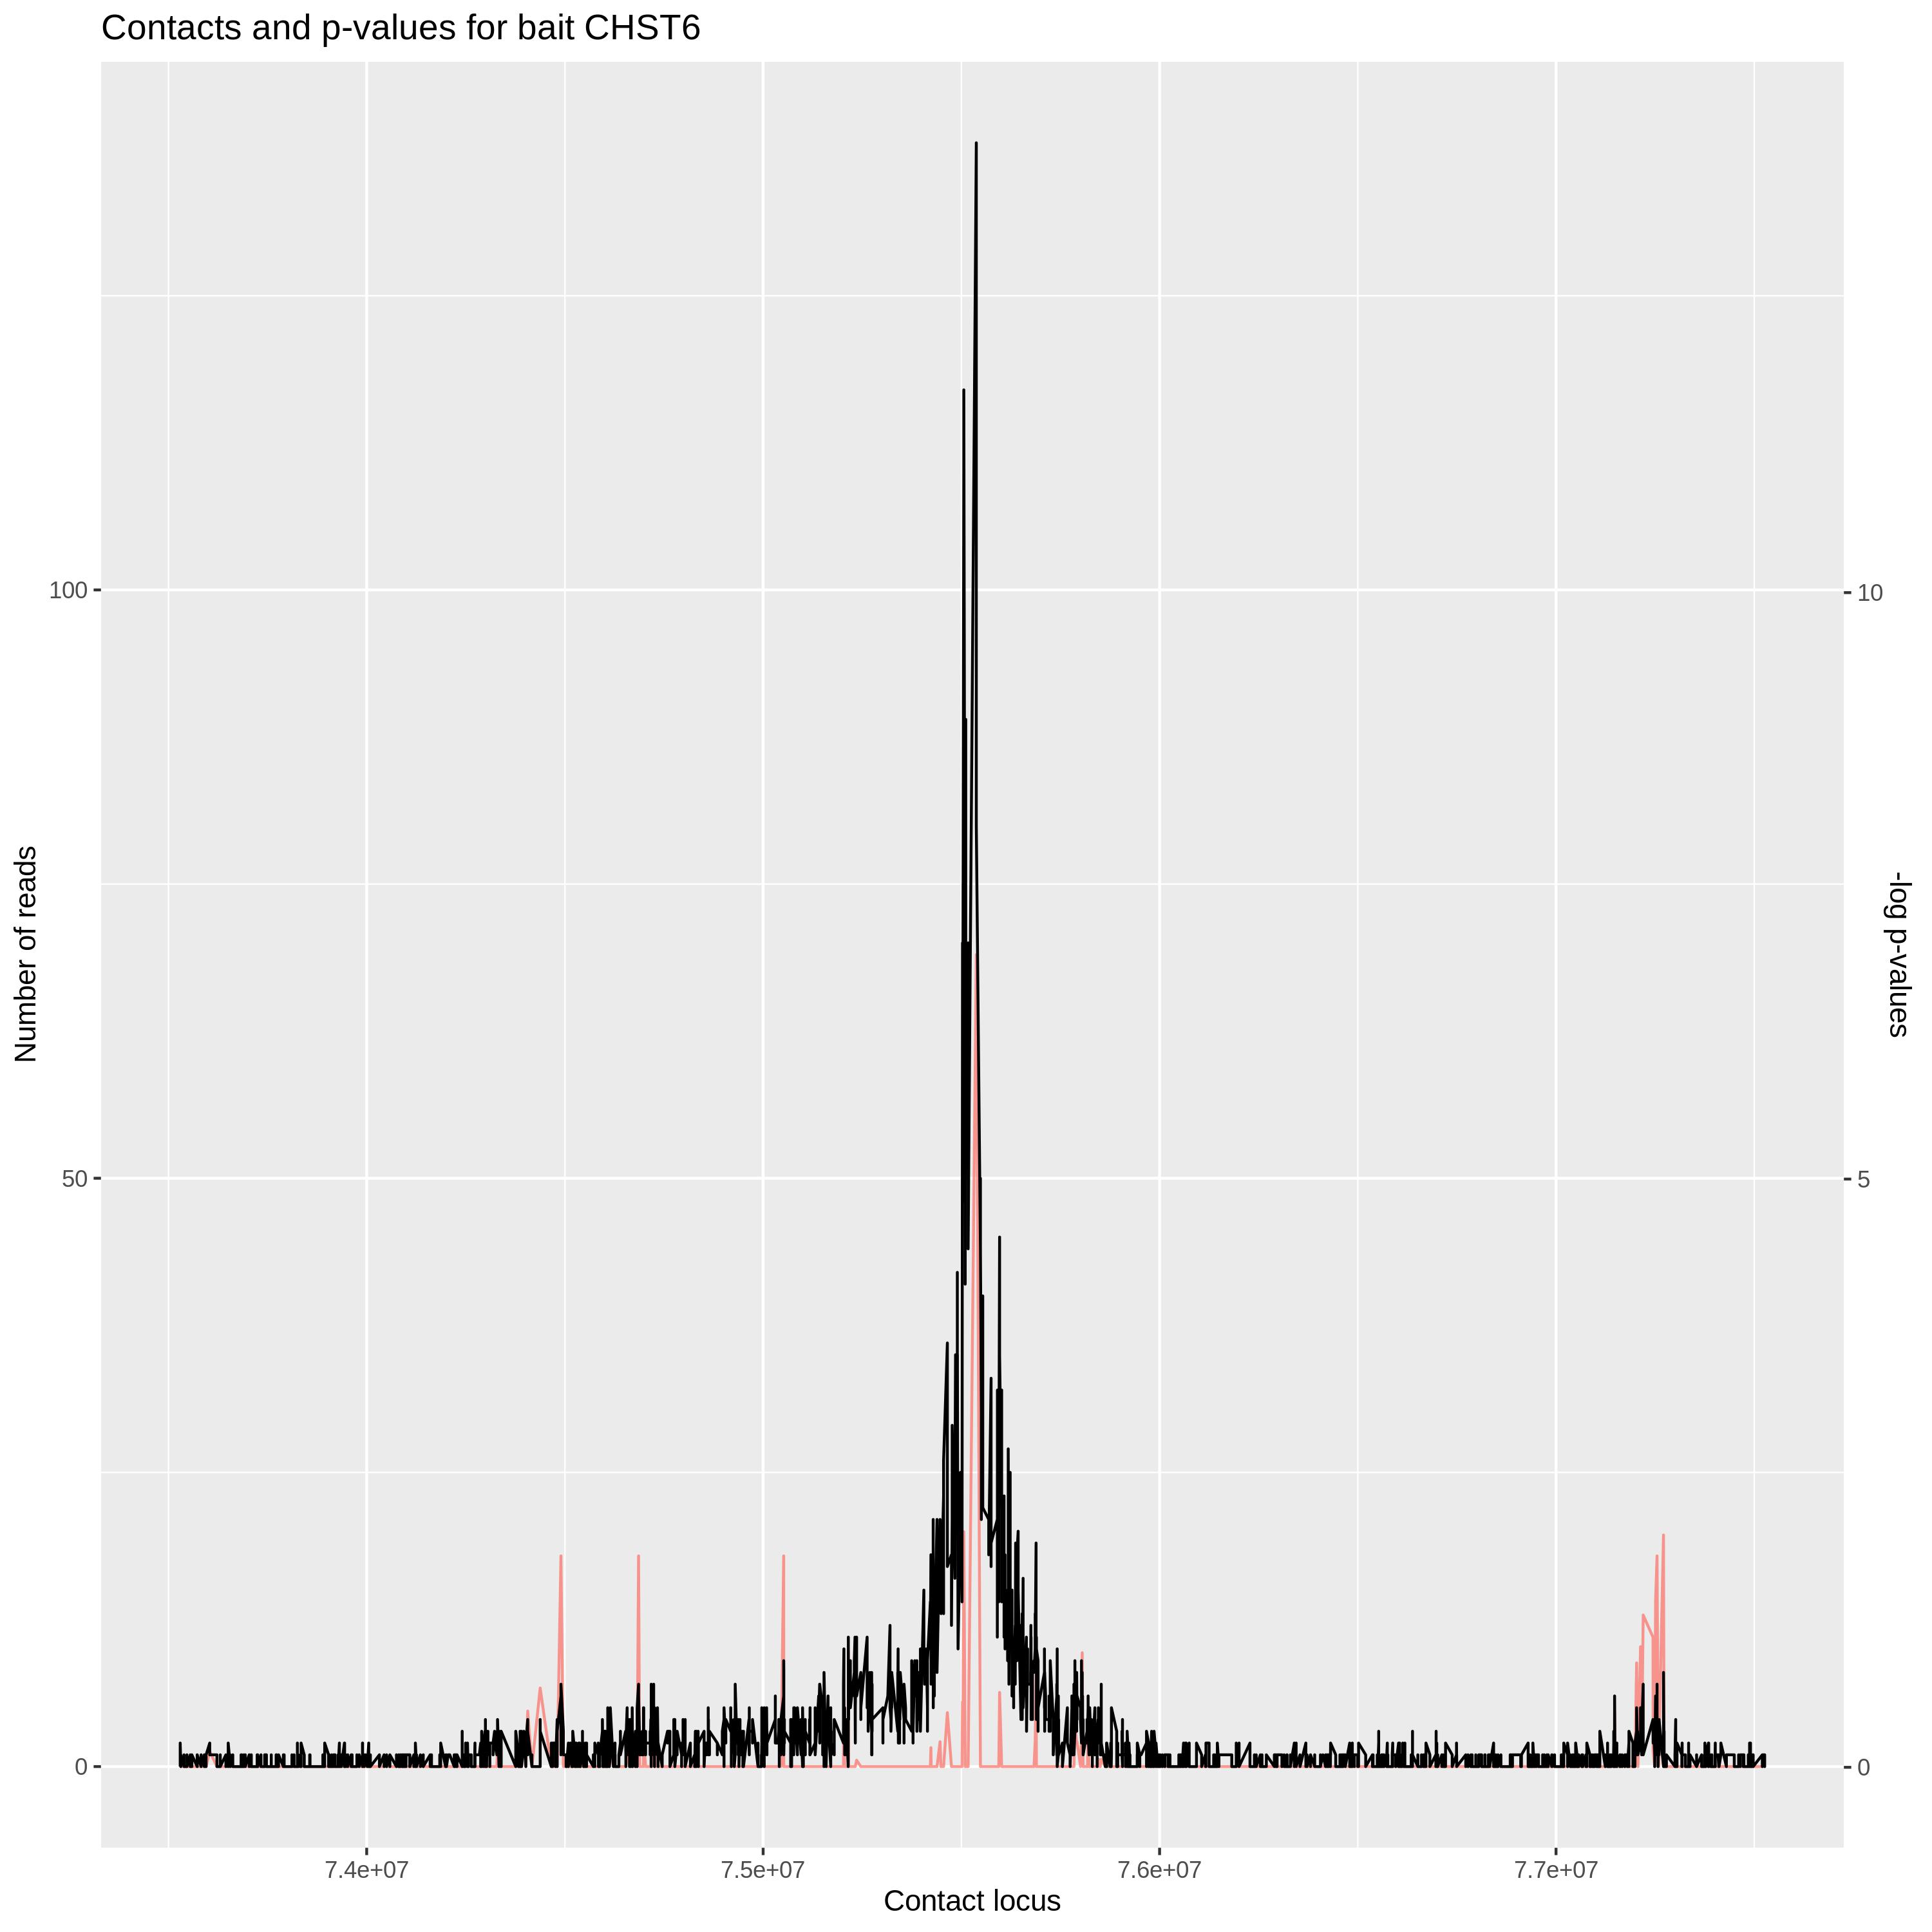 Contacts and p-values for bait CHST6
100
50
0
Number of reads
10
5
0
-log p-values
7.4e+07 7.5e+07 7.6e+07 7.7e+07
Contact locus